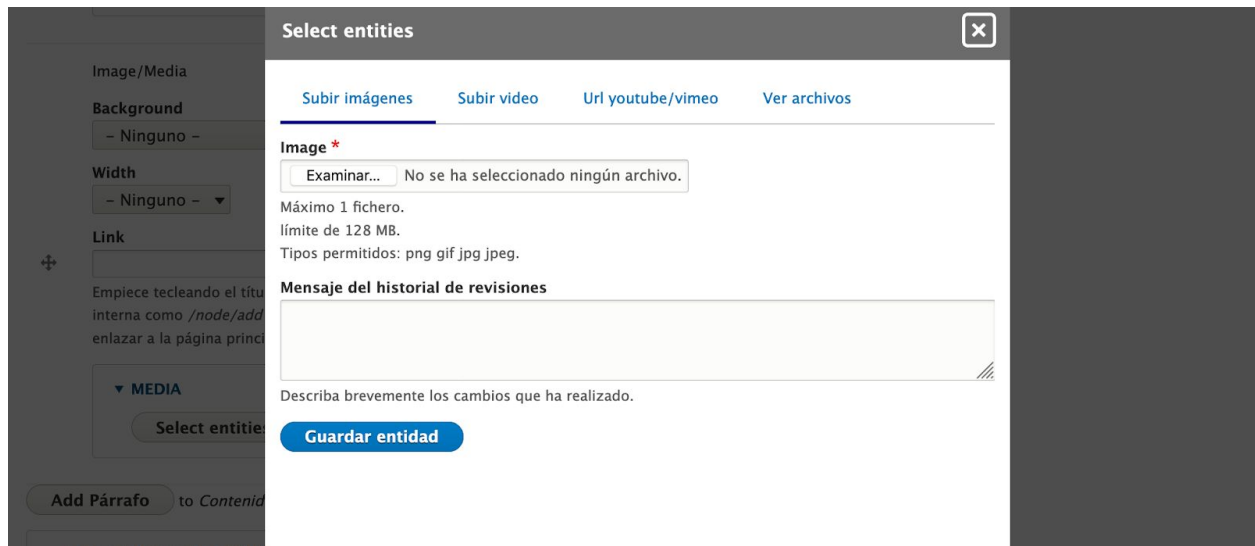 Select entities
Image/Media
Background
– Ninguno –
Width
– Ninguno –
Link
Empiece tecleando el títu
interna como /node/add
enlazar a la página princi
MEDIA
Select entities
Add Párrafo to Contenid
Subir imágenes Subir video Url youtube/vimeo Ver archivos
Image *
Examinar... No se ha seleccionado ningún archivo.
Máximo 1 fichero.
límite de 128 MB.
Tipos permitidos: png gif jpg jpeg.
Mensaje del historial de revisiones
Describa brevemente los cambios que ha realizado.
Guardar entidad